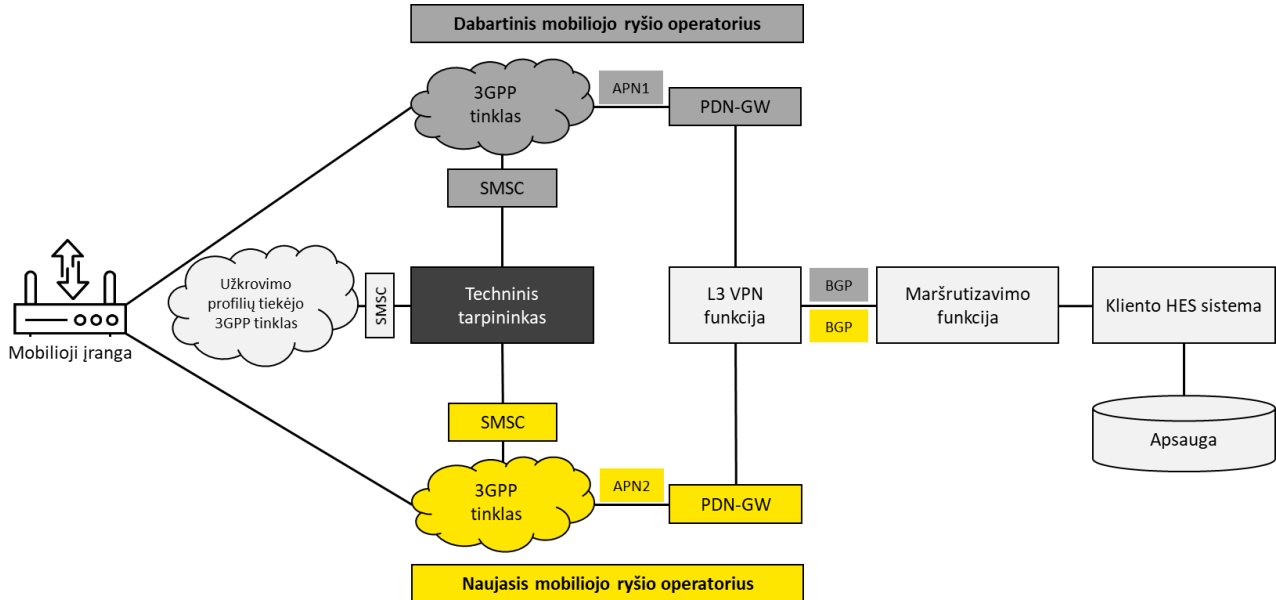 Dabartinis mobiliojo ryšio operatorius
3GPP
tinklas
APN1
PDN-GW
SMSC
Mobilioji įranga
Užkrovimo
profilių tiekėjo
3GPP tinklas
SMSC
Techninis
tarpininkas
L3 VPN
funkcija
BGP
BGP
Maršrutizavimo
funkcija
Kliento HES sistema
Apsauga
SMSC
3GPP
tinklas
APN2
PDN-GW
Naujasis mobiliojo ryšio operatorius